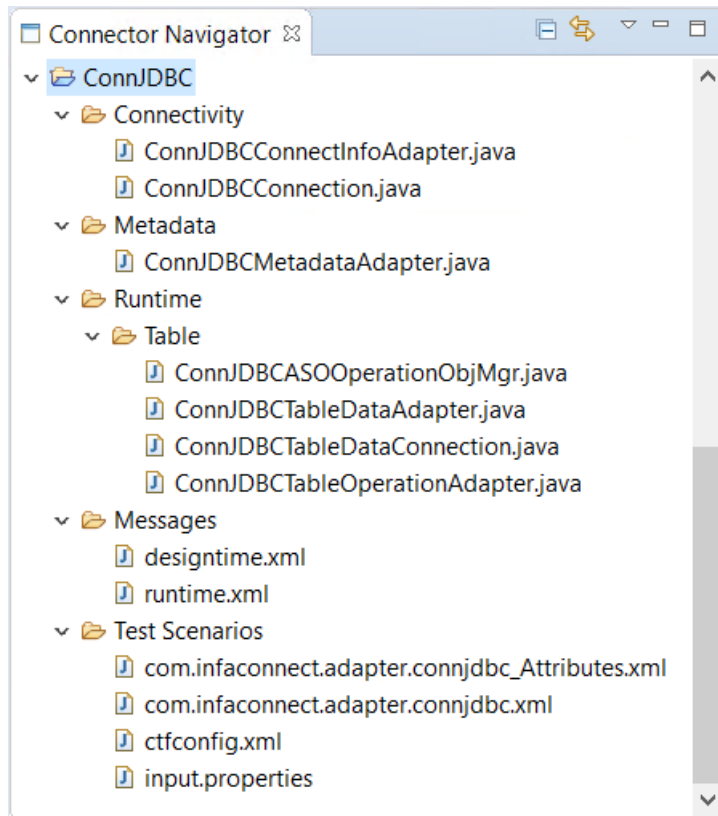 Connector Navigator
ConnJDBC
Connectivity
ConnJDBCConnectInfoAdapter.java
ConnJDBCConnection.java
Metadata
ConnJDBCMetadataAdapter.java
Runtime
Table
ConnJDBCASOOperationObjMgr.java
ConnJDBCTableDataAdapter.java
ConnJDBCTableDataConnection.java
ConnJDBCTableOperationAdapter.java
Messages
designtime.xml
runtime.xml
Test Scenarios
com.infaconnect.adapter.connjdbc_Attributes.xml
com.infaconnect.adapter.connjdbc.xml
ctfconfig.xml
input.properties